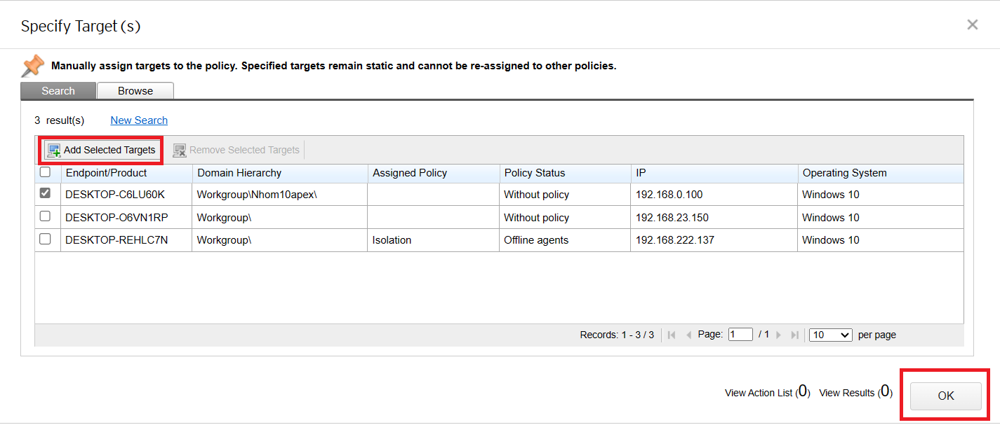 Specify Target (s)
Manually assign targets to the policy. Specified targets remain static and cannot be re-assigned to other policies.
Search Browse
3 result(s) New Search
Add Selected Targets Remove Selected Targets
Endpoint/Product Domain Hierarchy Assigned Policy Policy Status IP Operating System
DESKTOP-C6LU60K Workgroup\Nhom10apex\ Without policy 192.168.0.100 Windows 10
DESKTOP-O6VN1RP Workgroup\ Without policy 192.168.23.150 Windows 10
DESKTOP-REHLC7N Workgroup\ Isolation Offline agents 192.168.222.137 Windows 10
Records: 1 - 3 / 3 Page: 1 / 1 10 per page
View Action List (0) View Results (0) OK